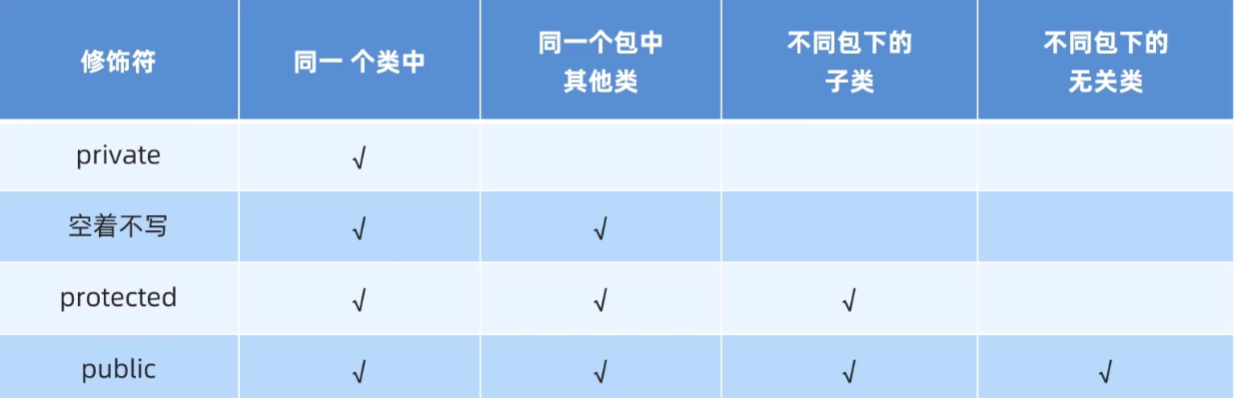 修饰符 同一 个类中 同一个包中其他类 不同包下的子类 不同包下的无关类
private √
空着不写 √ √
protected √ √ √
public √ √ √ √